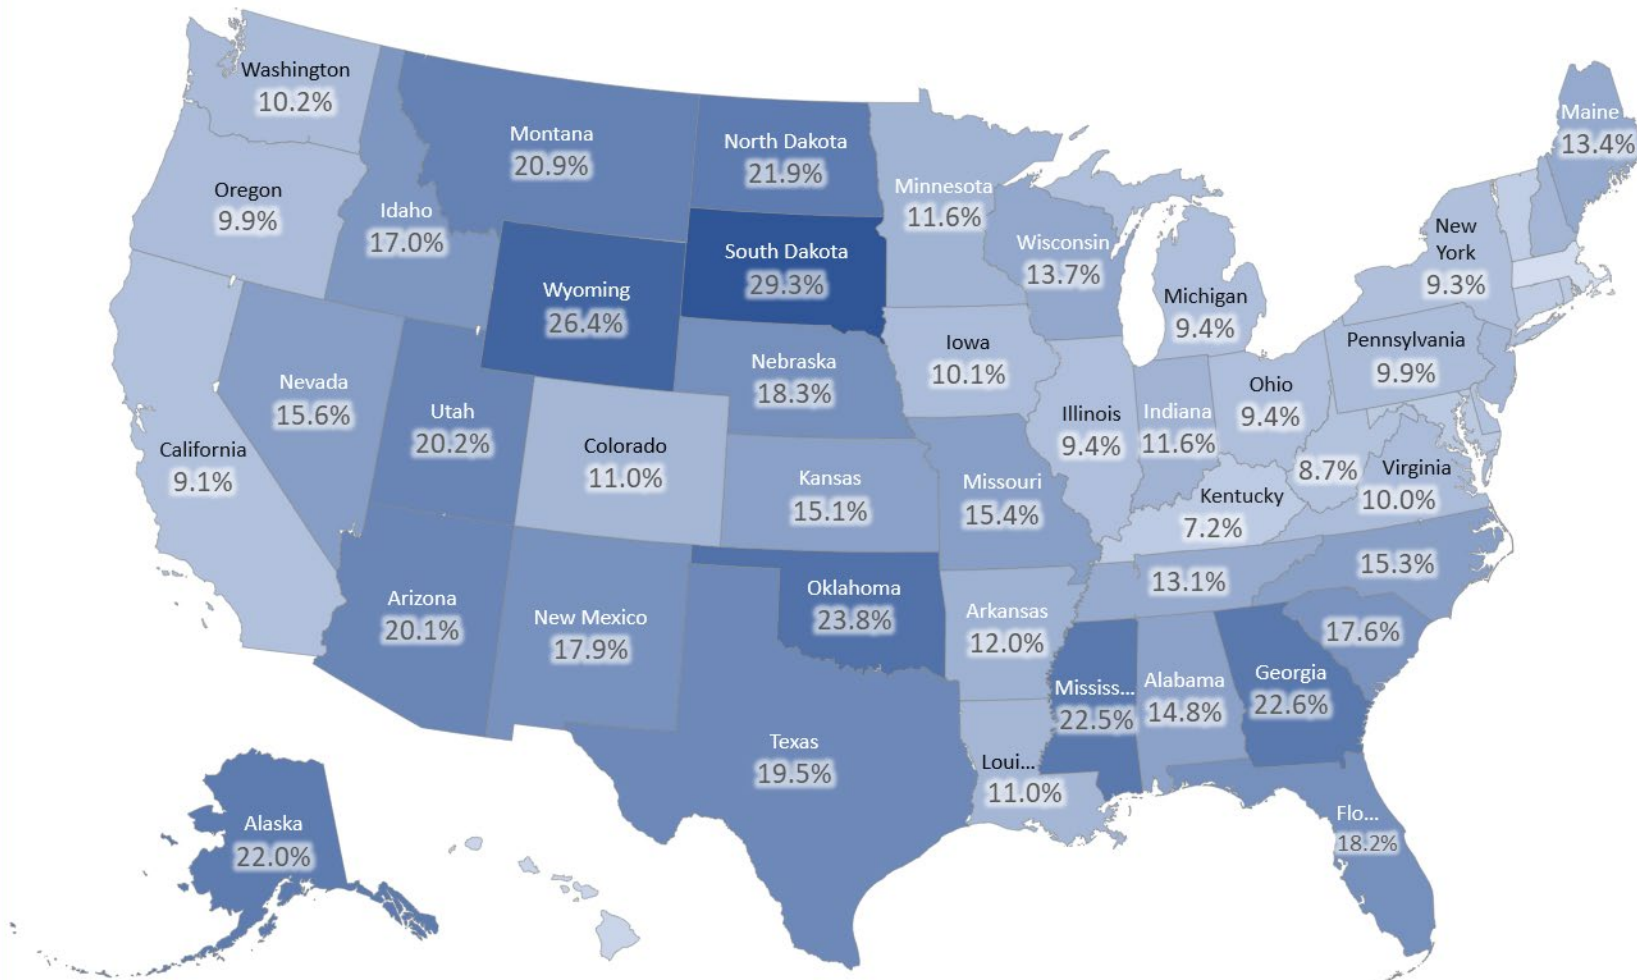 Washington
10.2%
Oregon
9.9%
California
9.1%
Idaho
17.0%
Nevada
15.6%
Montana
20.9%
Wyoming
26.4%
Utah
20.2%
Colorado
11.0%
Arizona
20.1%
New Mexico
17.9%
North Dakota
21.9%
South Dakota
29.3%
Nebraska
18.3%
Kansas
15.1%
Oklahoma
23.8%
Texas
19.5%
Minnesota
11.6%
Iowa
10.1%
Missouri
15.4%
Arkansas
12.0%
Loui...
11.0%
Wisconsin
13.7%
Illinois
9.4%
Michigan
9.4%
Indiana
11.6%
Ohio
9.4%
Kentucky
7.2%
13.1%
Mississ...
22.5%
Alabama
14.8%
Georgia
22.6%
Flo...
18.2%
17.6%
15.3%
8.7%
Virginia
10.0%
Pennsylvania
9.9%
New
York
9.3%
Maine
13.4%
Alaska
22.0%